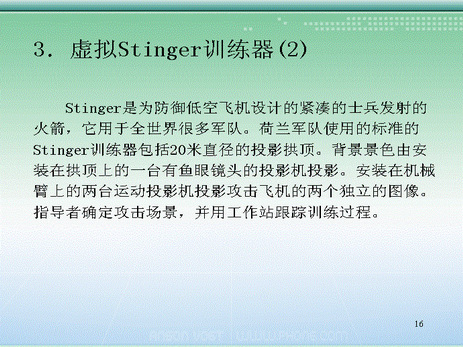 3. 虚拟Stinger训练器(2)
Stinger是为防御低空飞机设计的紧凑的士兵发射的
火箭，它用于全世界很多军队。荷兰军队使用的标准的
Stinger训练器包括20米直径的投影拱顶。背景景色由安
装在拱顶上的一台有鱼眼镜头的投影机投影。安装在机械
臂上的两台运动投影机投影攻击飞机的两个独立的图像。
指导者确定攻击场景，并用工作站跟踪训练过程。
16